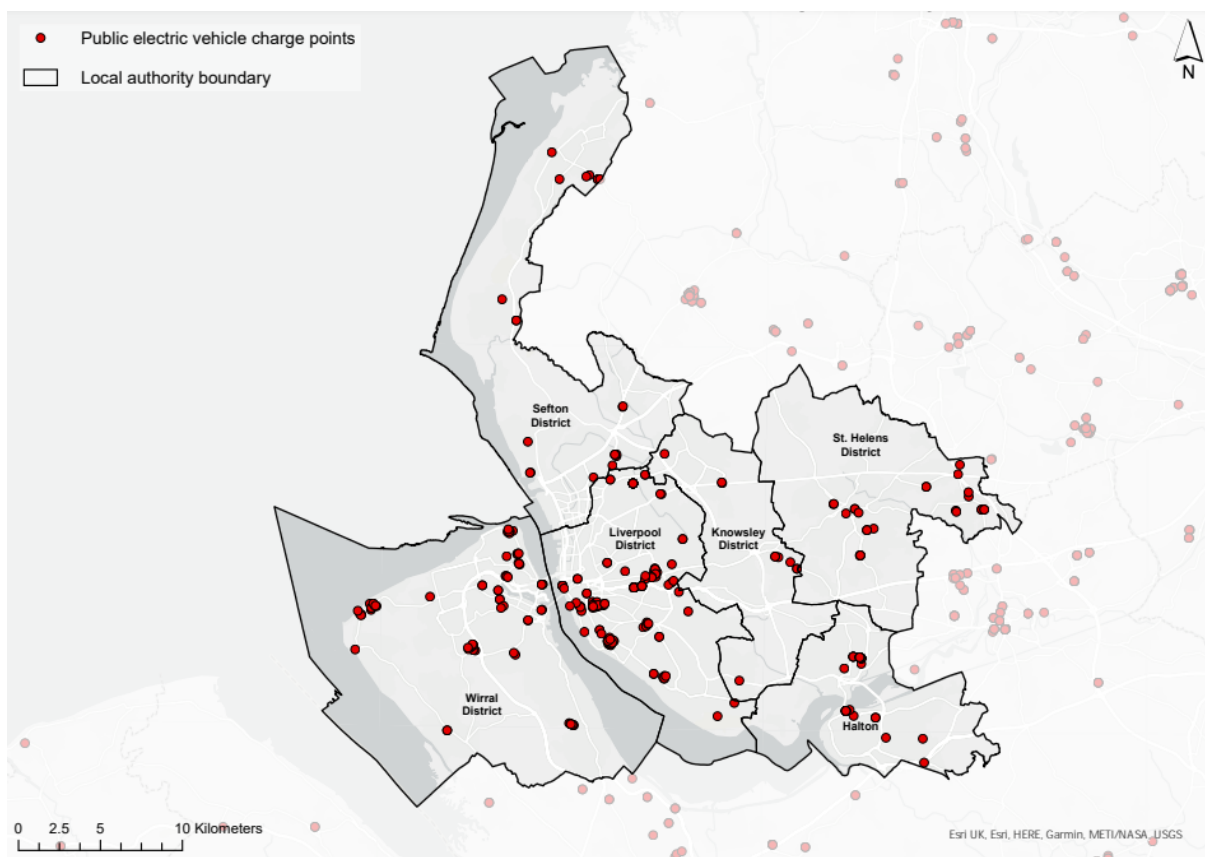 Public electric vehicle charge points
Local authority boundary
N
Sefton
District
St. Helens
District
Liverpool
District
Knowsley
District
Wirral
District
Halton
0 2.5 5 10 Kilometers
Esri UK, Esri, HERE, Garmin, METI/NASA, USGS